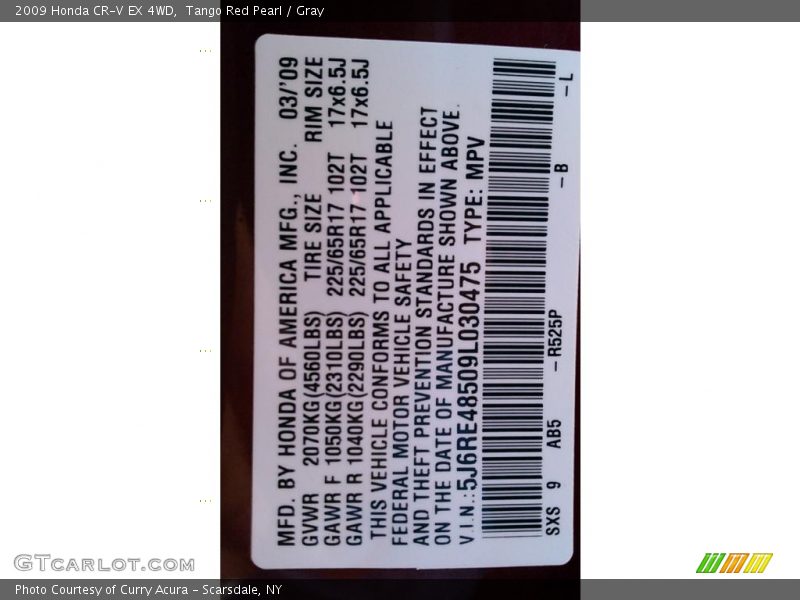 2009 Honda CR-V EX 4WD,  Tango Red Pearl / Gray
MFD. BY HONDA OF AMERICA MFG., INC. 03/'09
GVWR 2070KG(4560LBS) TIRE SIZE RIM SIZE
GAWR F 1050KG(2310LBS) 225/65R17 102T 17x6.5J
GAWR R 1040KG(2290LBS) 225/65R17 102T 17x6.5J
THIS VEHICLE CONFORMS TO ALL APPLICABLE
FEDERAL MOTOR VEHICLE SAFETY
AND THEFT PREVENTION STANDARDS IN EFFECT
ON THE DATE OF MANUFACTURE SHOWN ABOVE.
V.I.N.:5J6RE48509L030475 TYPE: MPV
SXS 9 AB5 – R525P – B – L
GTCARLOT.COM
Photo Courtesy of Curry Acura - Scarsdale, NY